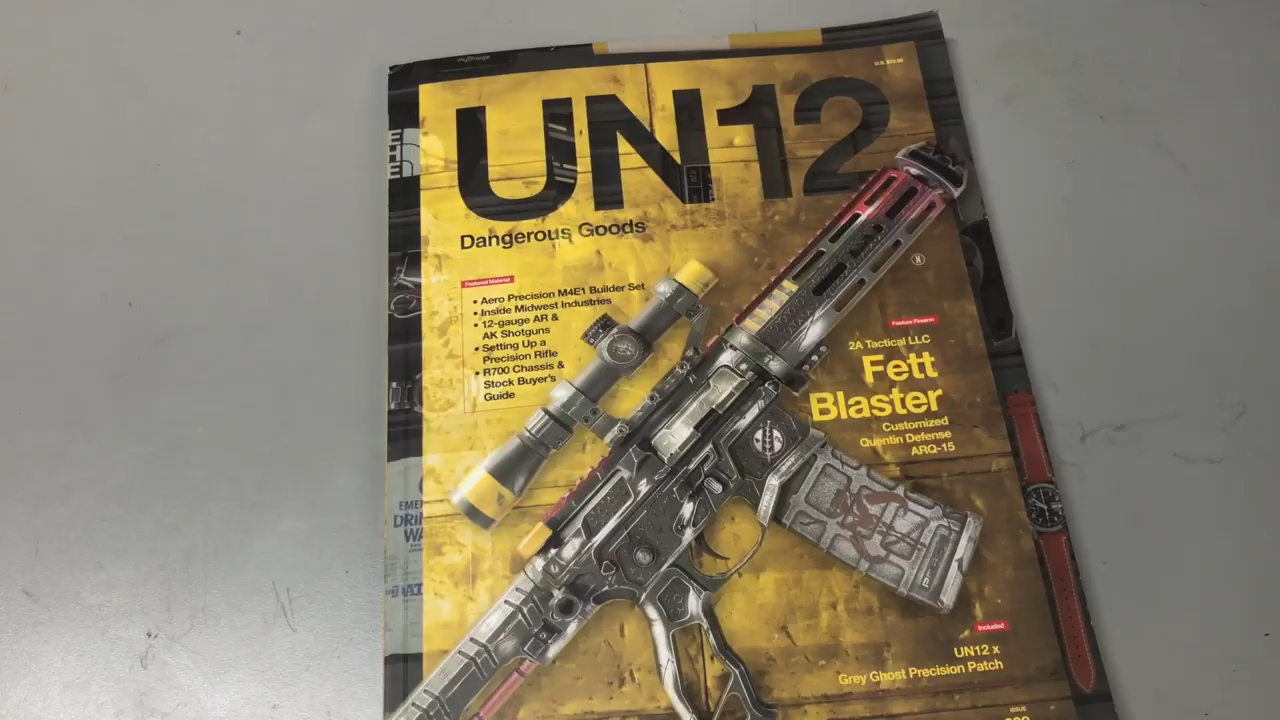 UN12
Dangerous Goods
Featured Material
• Aero Precision M4E1 Builder Set
• Inside Midwest Industries
• 12-gauge AR &
AK Shotguns
• Setting Up a
Precision Rifle
• R700 Chassis &
Stock Buyer's
Guide
Feature Firearm
2A Tactical LLC
Fett
Blaster
Customized
Quentin Defense
ARQ-15
Included
UN12 x
Grey Ghost Precision Patch
ISSUE